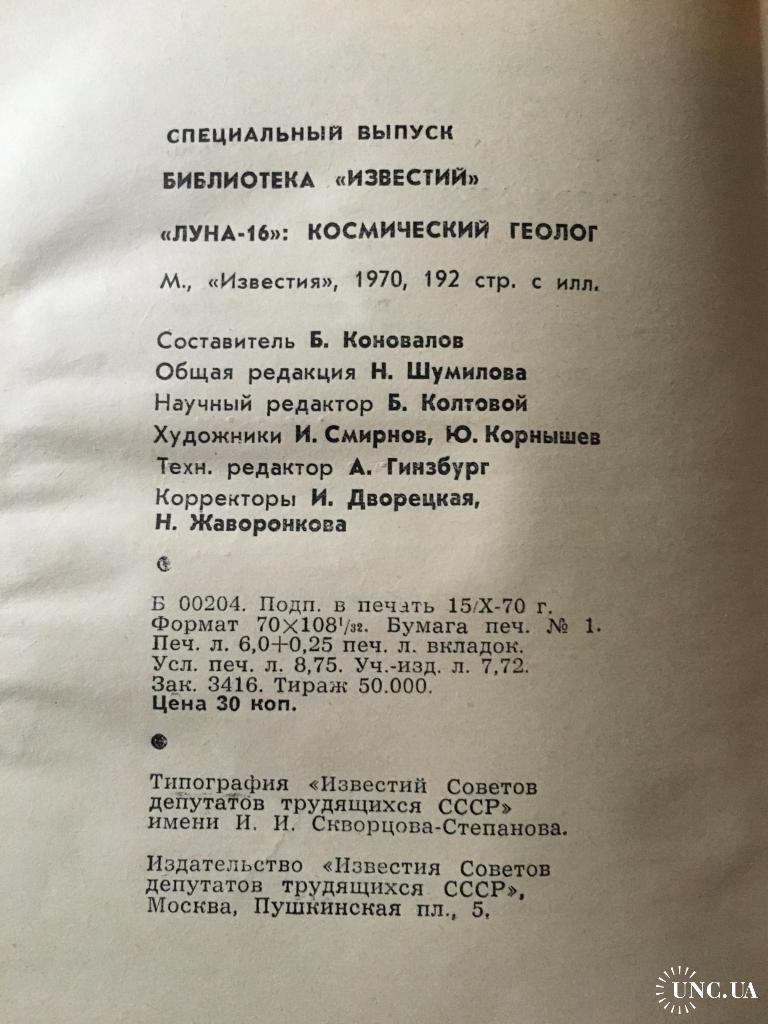 СПЕЦИАЛЬНЫЙ ВЫПУСК
БИБЛИОТЕКА «ИЗВЕСТИЙ»
«ЛУНА-16»: КОСМИЧЕСКИЙ ГЕОЛОГ
М., «Известия», 1970, 192 стр. с илл.
Составитель Б. Коновалов
Общая редакция Н. Шумилова
Научный редактор Б. Колтовой
Художники И. Смирнов, Ю. Корнышев
Техн. редактор А. Гинзбург
Корректоры И. Дворецкая,
Н. Жаворонкова
Б 00204. Подп. в печать 15/X-70 г.
Формат 70×108¹/₃₂. Бумага печ. № 1.
Печ. л. 6,0+0,25 печ. л. вкладок.
Усл. печ. л. 8,75. Уч.-изд. л. 7,72.
Зак. 3416. Тираж 50.000.
Цена 30 коп.
Типография «Известий Советов
депутатов трудящихся СССР»
имени И. И. Скворцова-Степанова.
Издательство «Известия Советов
депутатов трудящихся СССР»,
Москва, Пушкинская пл., 5.
UNC.UA